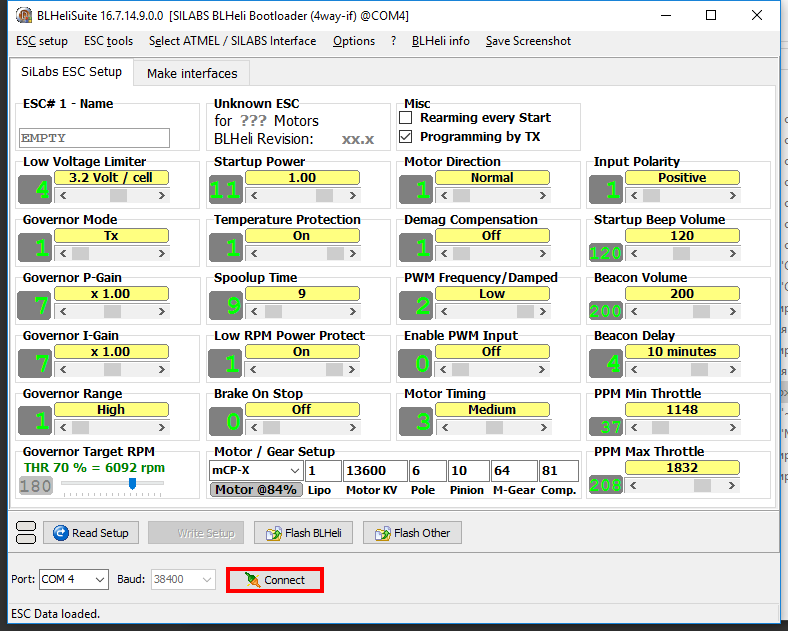 BLHeliSuite 16.7.14.9.0.0 [SILABS BLHeli Bootloader (4way-if) @COM4]
ESC setup ESC tools Select ATMEL / SILABS Interface Options ? BLHeli info Save Screenshot
SiLabs ESC Setup Make interfaces
ESC# 1 - Name Unknown ESC Misc
for ??? Motors Rearming every Start
EMPTY BLHeli Revision: xx.x Programming by TX
Low Voltage Limiter Startup Power Motor Direction Input Polarity
4 3.2 Volt / cell 11 1.00 1 Normal 1 Positive
Governor Mode Temperature Protection Demag Compensation Startup Beep Volume
1 Tx 1 On 1 Off 120 120
Governor P-Gain Spoolup Time PWM Frequency/Damped Beacon Volume
7 x 1.00 9 9 2 Low 200 200
Governor I-Gain Low RPM Power Protect Enable PWM Input Beacon Delay
7 x 1.00 1 On 0 Off 4 10 minutes
Governor Range Brake On Stop Motor Timing PPM Min Throttle
1 High 0 Off 3 Medium 37 1148
Governor Target RPM Motor / Gear Setup PPM Max Throttle
THR 70 % = 6092 rpm mCP-X 1 13600 6 10 64 81 1832
180 Motor @84% Lipo Motor KV Pole Pinion M-Gear Comp. 208
Read Setup Write Setup Flash BLHeli Flash Other
Port: COM 4 Baud: 38400 Connect
ESC Data loaded.